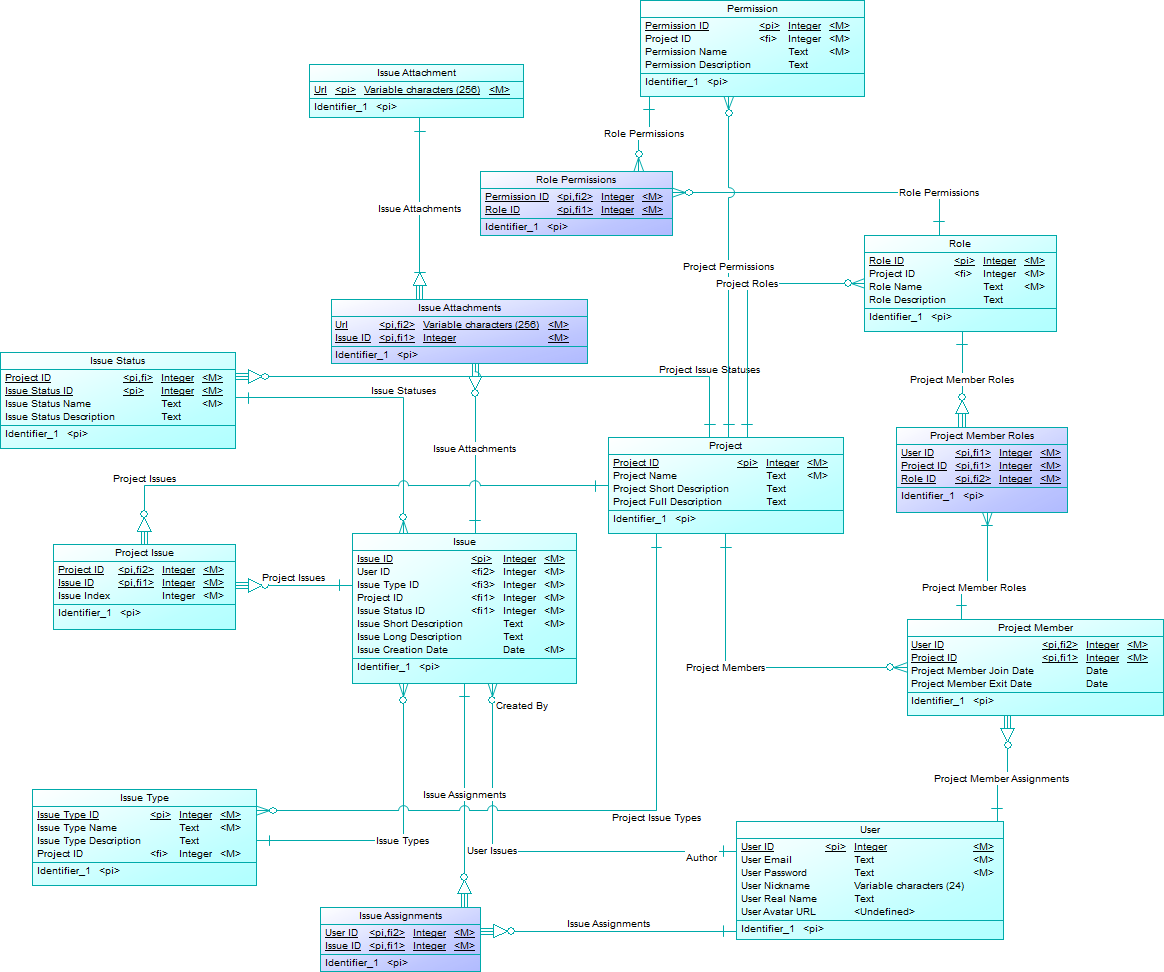 Permission
Permission ID <pi> Integer <M>
Project ID <fi> Integer <M>
Permission Name Text <M>
Permission Description Text
Identifier_1 <pi>
Issue Attachment
Url <pi> Variable characters (256) <M>
Identifier_1 <pi>
Role Permissions
Role Permissions
Permission ID <pi,fi2> Integer <M>
Role ID <pi,fi1> Integer <M>
Identifier_1 <pi>
Role Permissions
Issue Attachments
Role
Role ID <pi> Integer <M>
Project ID <fi> Integer <M>
Role Name Text <M>
Role Description Text
Identifier_1 <pi>
Project Permissions
Project Roles
Issue Attachments
Url <pi,fi2> Variable characters (256) <M>
Issue ID <pi,fi1> Integer <M>
Identifier_1 <pi>
Issue Status
Project ID <pi,fi> Integer <M>
Issue Status ID <pi> Integer <M>
Issue Status Name Text <M>
Issue Status Description Text
Identifier_1 <pi>
Project Issue Statuses
Issue Statuses
Project Member Roles
Project Member Roles
User ID <pi,fi1> Integer <M>
Project ID <pi,fi1> Integer <M>
Role ID <pi,fi2> Integer <M>
Identifier_1 <pi>
Issue Attachments
Project
Project ID <pi> Integer <M>
Project Name Text <M>
Project Short Description Text
Project Full Description Text
Identifier_1 <pi>
Project Issues
Project Issue
Project ID <pi,fi2> Integer <M>
Issue ID <pi,fi1> Integer <M>
Issue Index Integer <M>
Identifier_1 <pi>
Project Issues
Issue
Issue ID <pi> Integer <M>
User ID <fi2> Integer <M>
Issue Type ID <fi3> Integer <M>
Project ID <fi1> Integer <M>
Issue Status ID <fi1> Integer <M>
Issue Short Description Text <M>
Issue Long Description Text
Issue Creation Date Date <M>
Identifier_1 <pi>
Project Member Roles
Project Member
User ID <pi,fi2> Integer <M>
Project ID <pi,fi1> Integer <M>
Project Member Join Date Date
Project Member Exit Date Date
Identifier_1 <pi>
Project Members
Created By
Project Member Assignments
Issue Assignments
Issue Type
Issue Type ID <pi> Integer <M>
Issue Type Name Text <M>
Issue Type Description Text
Project ID <fi> Integer <M>
Identifier_1 <pi>
Project Issue Types
Issue Types
User Issues
Author
User
User ID <pi> Integer <M>
User Email Text <M>
User Password Text <M>
User Nickname Variable characters (24)
User Real Name Text
User Avatar URL <Undefined>
Identifier_1 <pi>
Issue Assignments
Issue Assignments
User ID <pi,fi2> Integer <M>
Issue ID <pi,fi1> Integer <M>
Identifier_1 <pi>